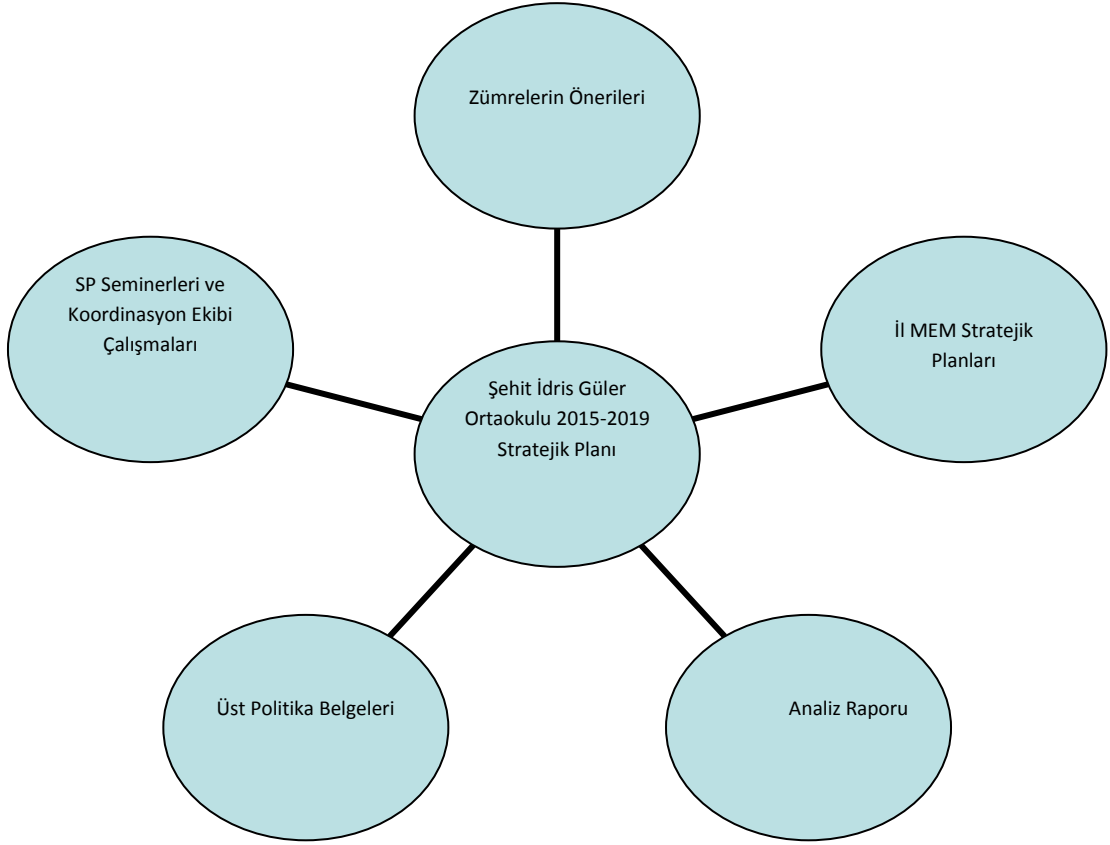 Zümrelerin Önerileri
SP Seminerleri ve
Koordinasyon Ekibi
Çalışmaları
İl MEM Stratejik
Planları
Şehit İdris Güler
Ortaokulu 2015-2019
Stratejik Planı
Üst Politika Belgeleri
Analiz Raporu